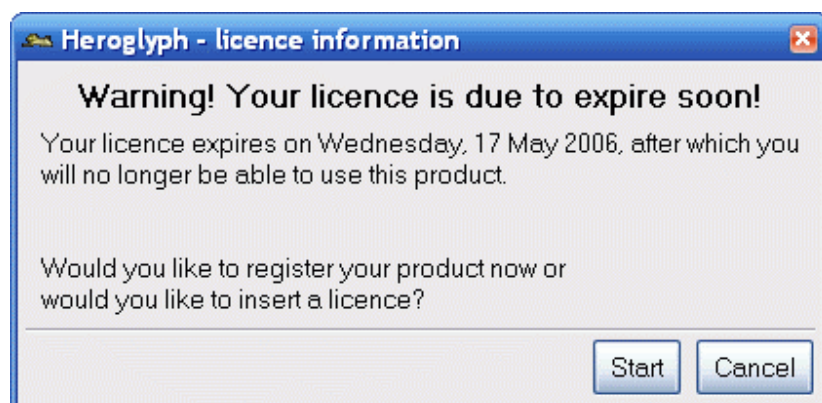 Heroglyph - licence information
Warning! Your licence is due to expire soon!
Your licence expires on Wednesday, 17 May 2006, after which you
will no longer be able to use this product.
Would you like to register your product now or
would you like to insert a licence?
Start Cancel